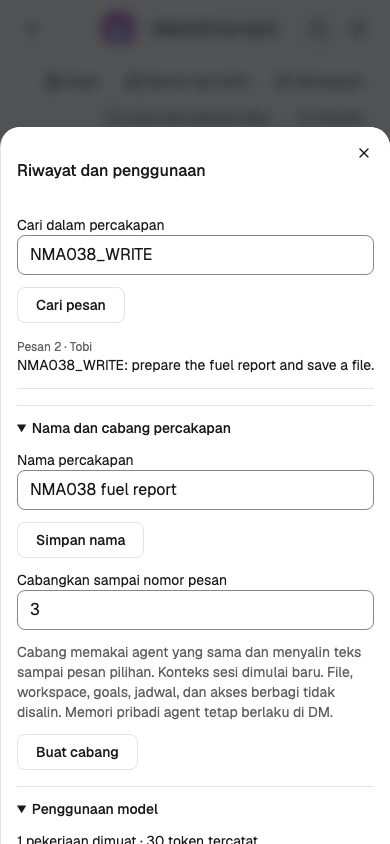 Riwayat dan penggunaan
Cari dalam percakapan
NMA038_WRITE
Cari pesan
Pesan 2 · Tobi
NMA038_WRITE: prepare the fuel report and save a file.
▼ Nama dan cabang percakapan
Nama percakapan
NMA038 fuel report
Simpan nama
Cabangkan sampai nomor pesan
3
Cabang memakai agent yang sama dan menyalin teks
sampai pesan pilihan. Konteks sesi dimulai baru. File,
workspace, goals, jadwal, dan akses berbagi tidak
disalin. Memori pribadi agent tetap berlaku di DM.
Buat cabang
▼ Penggunaan model
1 pekerjaan dimuat · 30 token tercatat